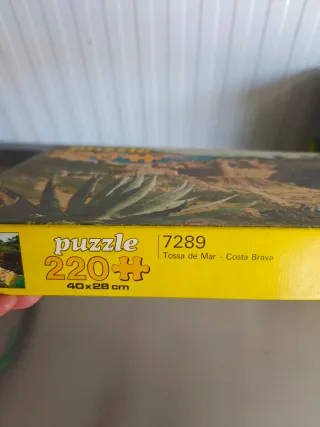 puzzle
220
40x28 cm
7289
Tossa de Mar - Costa Brava